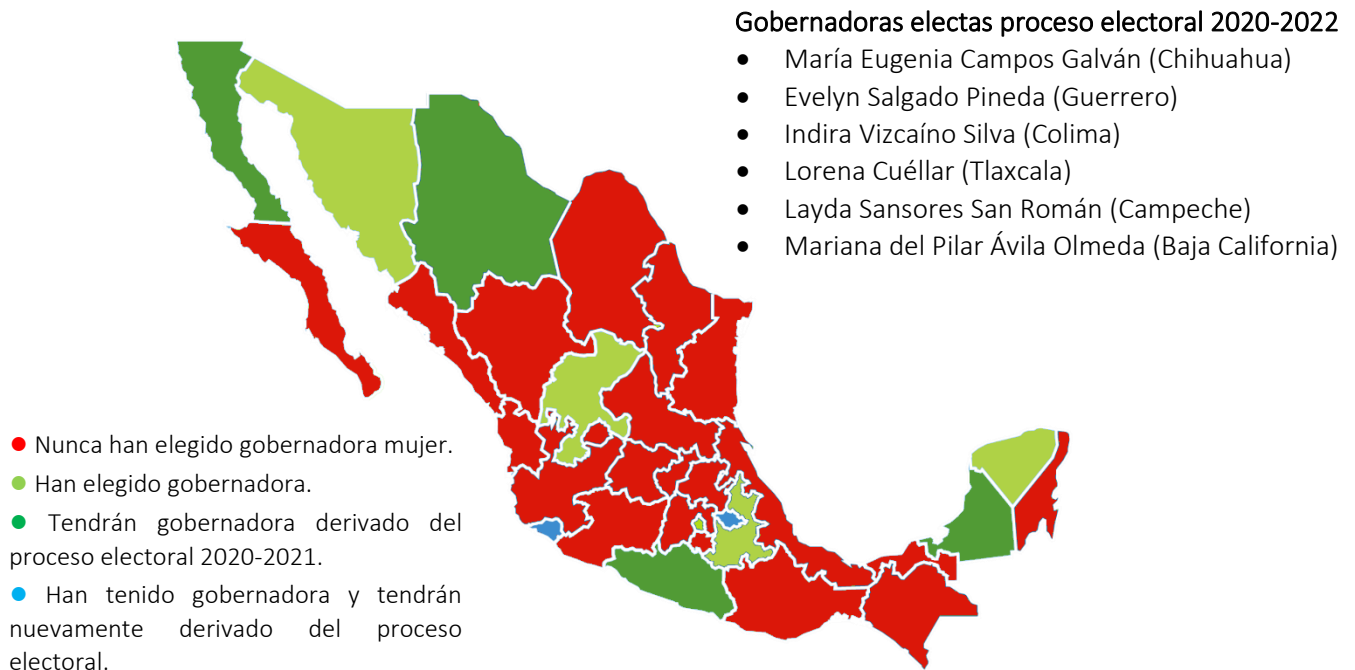 Gobernadoras electas proceso electoral 2020-2022
• María Eugenia Campos Galván (Chihuahua)
• Evelyn Salgado Pineda (Guerrero)
• Indira Vizcaíno Silva (Colima)
• Lorena Cuéllar (Tlaxcala)
• Layda Sansores San Román (Campeche)
• Mariana del Pilar Ávila Olmeda (Baja California)
● Nunca han elegido gobernadora mujer.
● Han elegido gobernadora.
● Tendrán gobernadora derivado del
proceso electoral 2020-2021.
● Han tenido gobernadora y tendrán
nuevamente derivado del proceso
electoral.